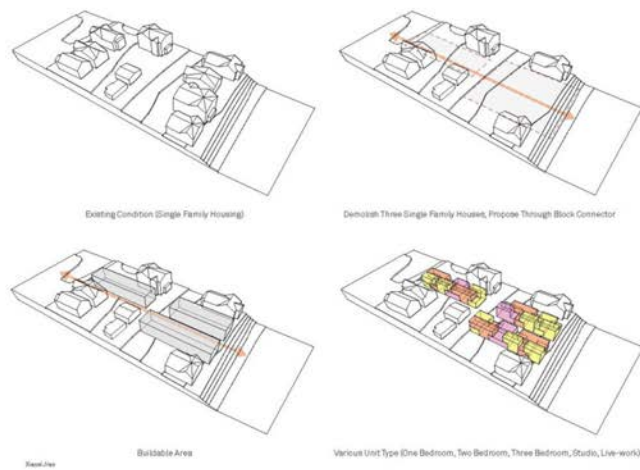 Existing Condition (Single Family Housing)
Demolish Three Single Family Houses, Propose Through Block Connector
Buildable Area
Various Unit Type (One Bedroom, Two Bedroom, Three Bedroom, Studio, Live-work)